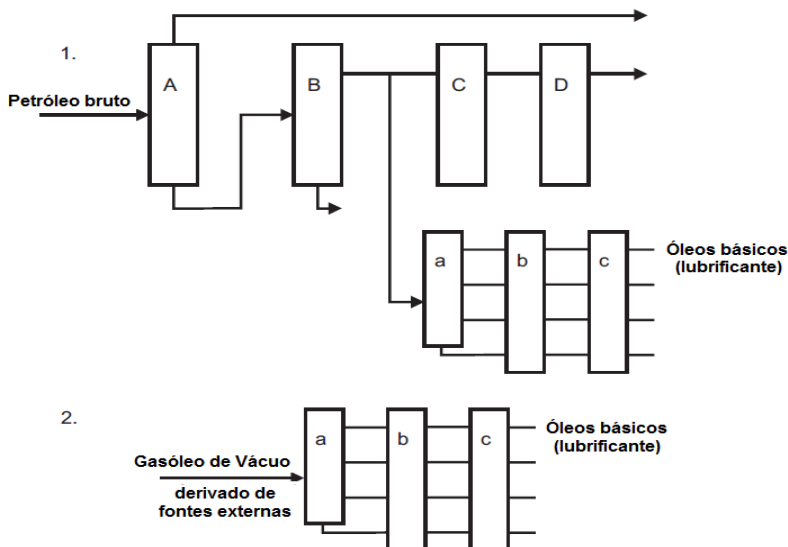 1.
Petróleo bruto
A
B
C
D
a
b
c
Óleos básicos
(lubrificante)
2.
Gasóleo de Vácuo
derivado de
fontes externas
a
b
c
Óleos básicos
(lubrificante)